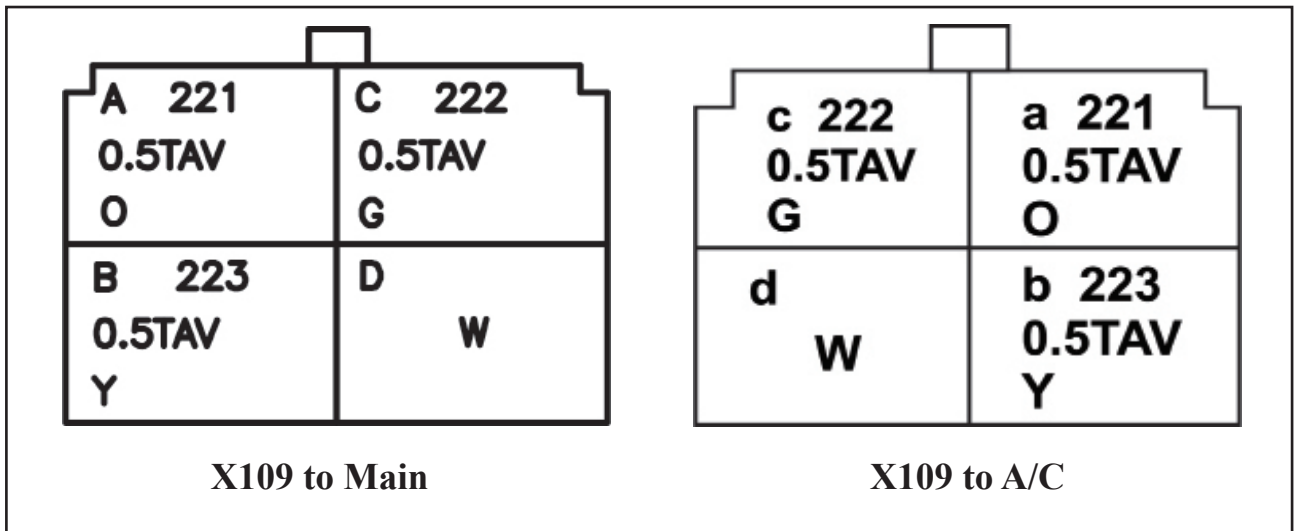 A 221
0.5TAV
O
C 222
0.5TAV
G
B 223
0.5TAV
Y
D
W
X109 to Main
c 222
0.5TAV
G
a 221
0.5TAV
O
d
W
b 223
0.5TAV
Y
X109 to A/C